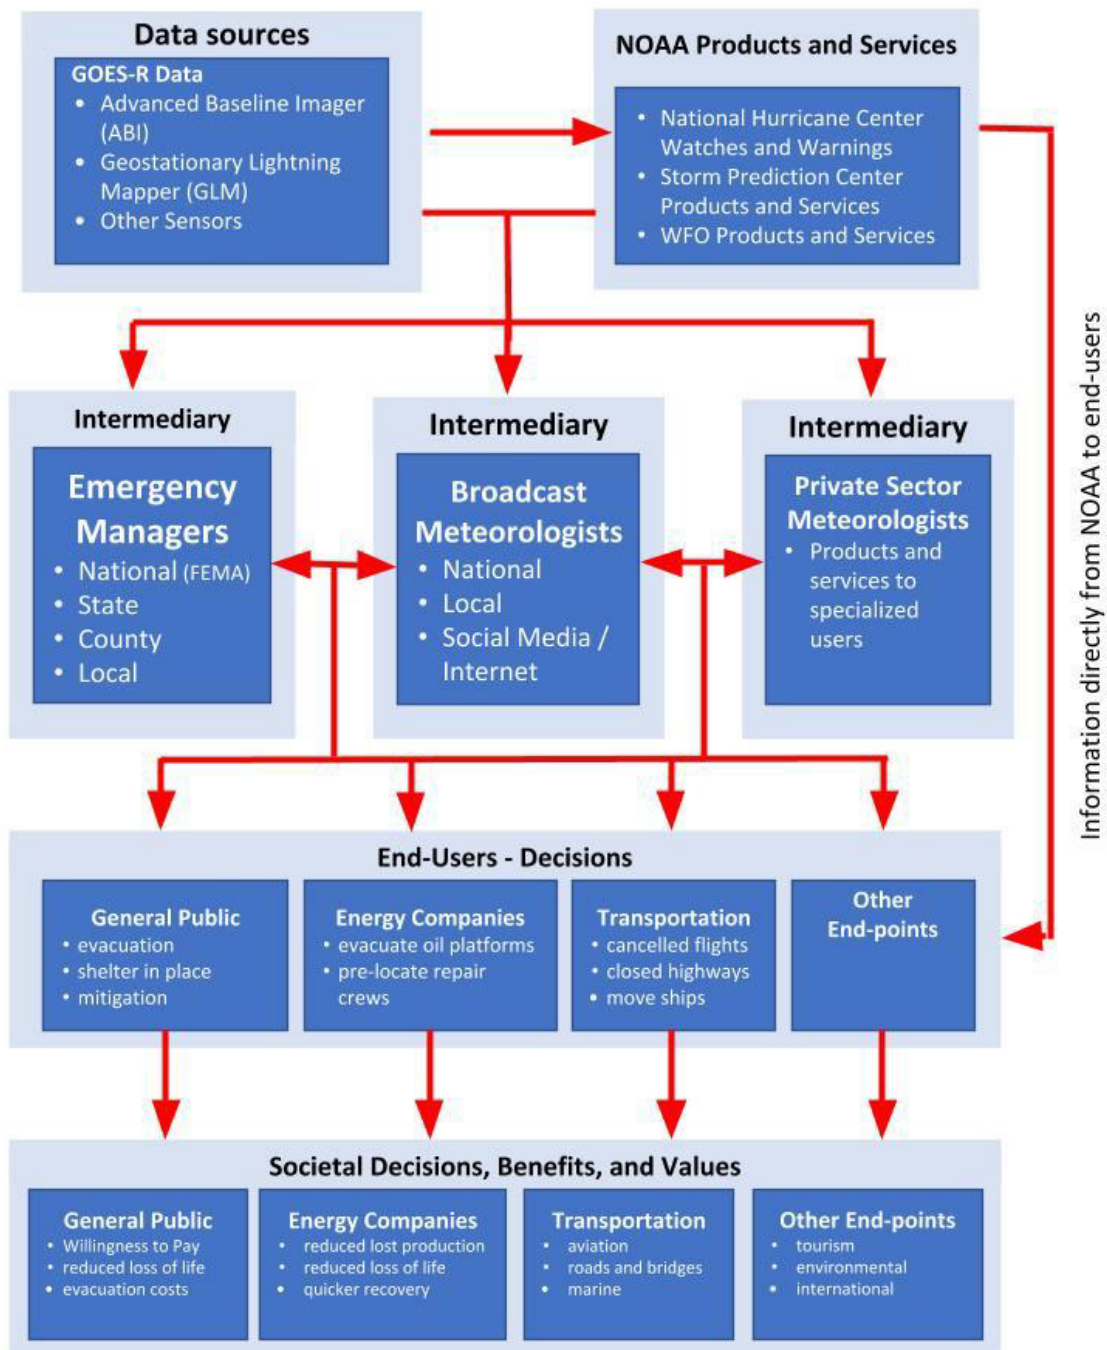 Data sources
GOES-R Data
• Advanced Baseline Imager
(ABI)
• Geostationary Lightning
Mapper (GLM)
• Other Sensors
NOAA Products and Services
• National Hurricane Center
Watches and Warnings
• Storm Prediction Center
Products and Services
• WFO Products and Services
Information directly from NOAA to end-users
Intermediary
Emergency
Managers
• National (FEMA)
• State
• County
• Local
Intermediary
Broadcast
Meteorologists
• National
• Local
• Social Media /
Internet
Intermediary
Private Sector
Meteorologists
• Products and
services to
specialized
users
End-Users - Decisions
General Public
• evacuation
• shelter in place
• mitigation
Energy Companies
• evacuate oil platforms
• pre-locate repair
crews
Transportation
• cancelled flights
• closed highways
• move ships
Other
End-points
Societal Decisions, Benefits, and Values
General Public
• Willingness to Pay
• reduced loss of life
• evacuation costs
Energy Companies
• reduced lost production
• reduced loss of life
• quicker recovery
Transportation
• aviation
• roads and bridges
• marine
Other End-points
• tourism
• environmental
• international